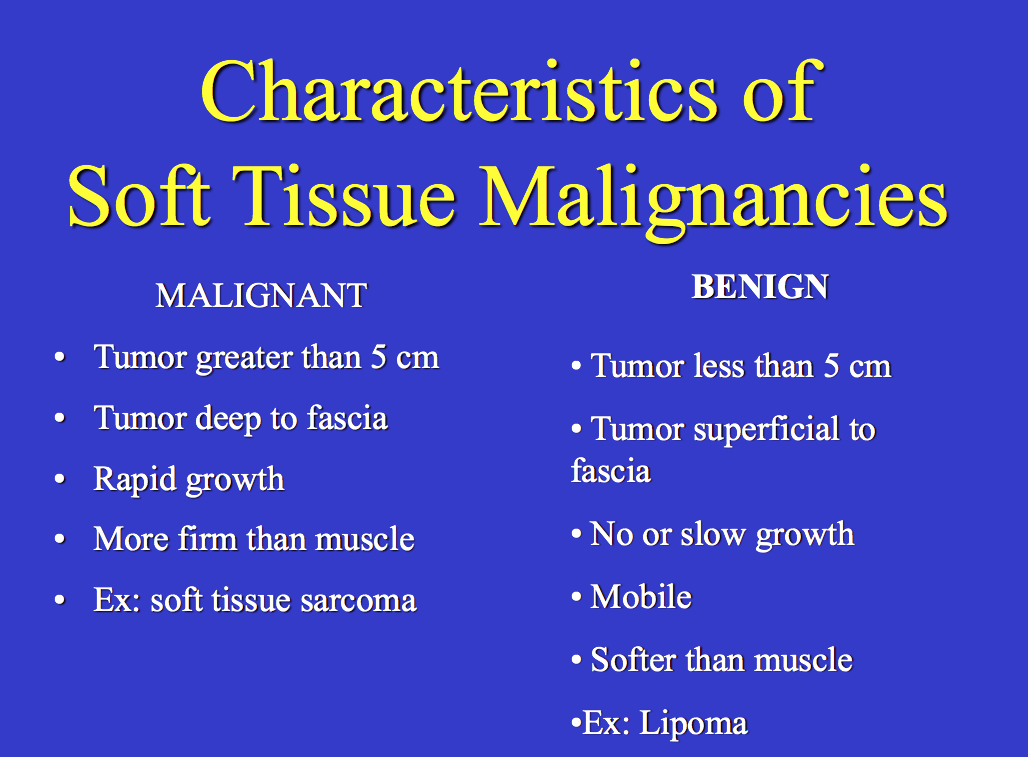 Characteristics of
Soft Tissue Malignancies
MALIGNANT
• Tumor greater than 5 cm
• Tumor deep to fascia
• Rapid growth
• More firm than muscle
• Ex: soft tissue sarcoma
BENIGN
• Tumor less than 5 cm
• Tumor superficial to
fascia
• No or slow growth
• Mobile
• Softer than muscle
•Ex: Lipoma